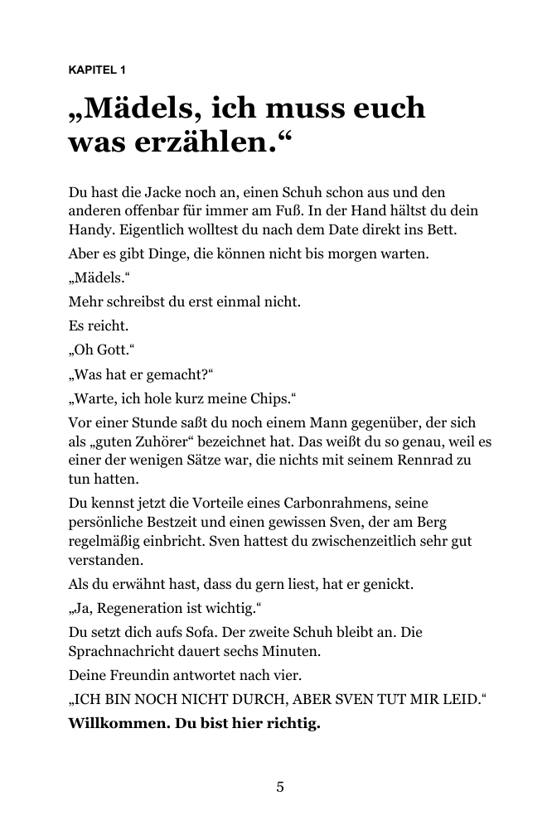 KAPITEL 1
„Mädels, ich muss euch
was erzählen.“
Du hast die Jacke noch an, einen Schuh schon aus und den
anderen offenbar für immer am Fuß. In der Hand hältst du dein
Handy. Eigentlich wolltest du nach dem Date direkt ins Bett.
Aber es gibt Dinge, die können nicht bis morgen warten.
„Mädels.“
Mehr schreibst du erst einmal nicht.
Es reicht.
„Oh Gott.“
„Was hat er gemacht?“
„Warte, ich hole kurz meine Chips.“
Vor einer Stunde saßt du noch einem Mann gegenüber, der sich
als „guten Zuhörer“ bezeichnet hat. Das weißt du so genau, weil es
einer der wenigen Sätze war, die nichts mit seinem Rennrad zu
tun hatten.
Du kennst jetzt die Vorteile eines Carbonrahmens, seine
persönliche Bestzeit und einen gewissen Sven, der am Berg
regelmäßig einbricht. Sven hattest du zwischenzeitlich sehr gut
verstanden.
Als du erwähnt hast, dass du gern liest, hat er genickt.
„Ja, Regeneration ist wichtig.“
Du setzt dich aufs Sofa. Der zweite Schuh bleibt an. Die
Sprachnachricht dauert sechs Minuten.
Deine Freundin antwortet nach vier.
„ICH BIN NOCH NICHT DURCH, ABER SVEN TUT MIR LEID.“
Willkommen. Du bist hier richtig.
5